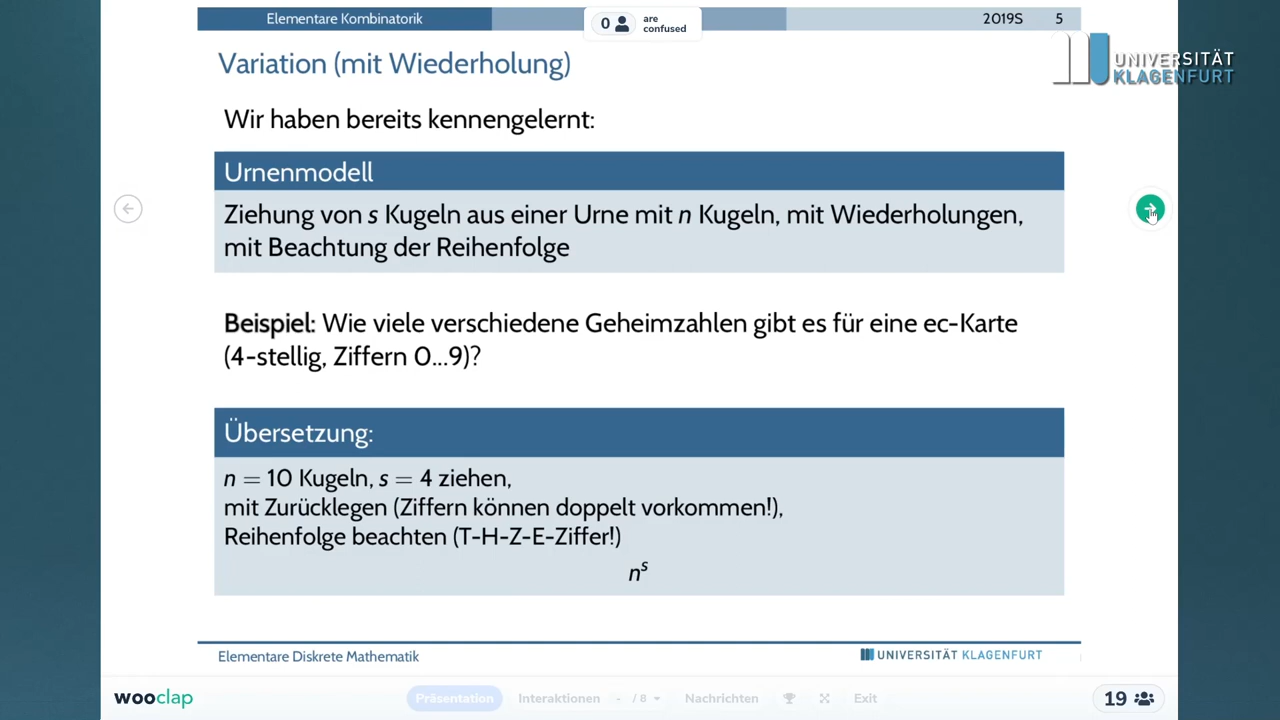 Elementare Kombinatorik
0 are confused
2019S 5
UNIVERSITÄT
KLAGENFURT
Variation (mit Wiederholung)
Wir haben bereits kennengelernt:
Urnenmodell
Ziehung von s Kugeln aus einer Urne mit n Kugeln, mit Wiederholungen,
mit Beachtung der Reihenfolge
Beispiel: Wie viele verschiedene Geheimzahlen gibt es für eine ec-Karte
(4-stellig, Ziffern 0...9)?
Übersetzung:
n = 10 Kugeln, s = 4 ziehen,
mit Zurücklegen (Ziffern können doppelt vorkommen!),
Reihenfolge beachten (T-H-Z-E-Ziffer!)
nˢ
Elementare Diskrete Mathematik
UNIVERSITÄT KLAGENFURT
wooclap
Präsentation Interaktionen - / 8 Nachrichten Exit
19